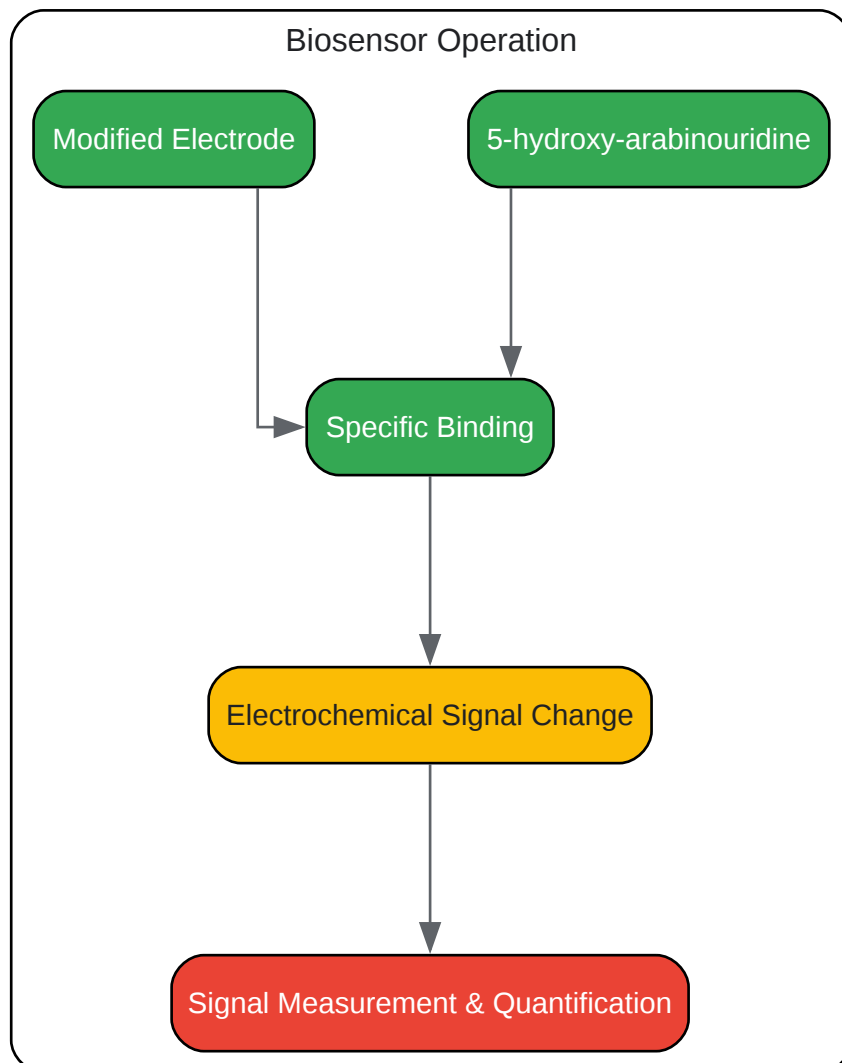 Biosensor Operation
Modified Electrode
5-hydroxy-arabinouridine
Specific Binding
Electrochemical Signal Change
Signal Measurement & Quantification